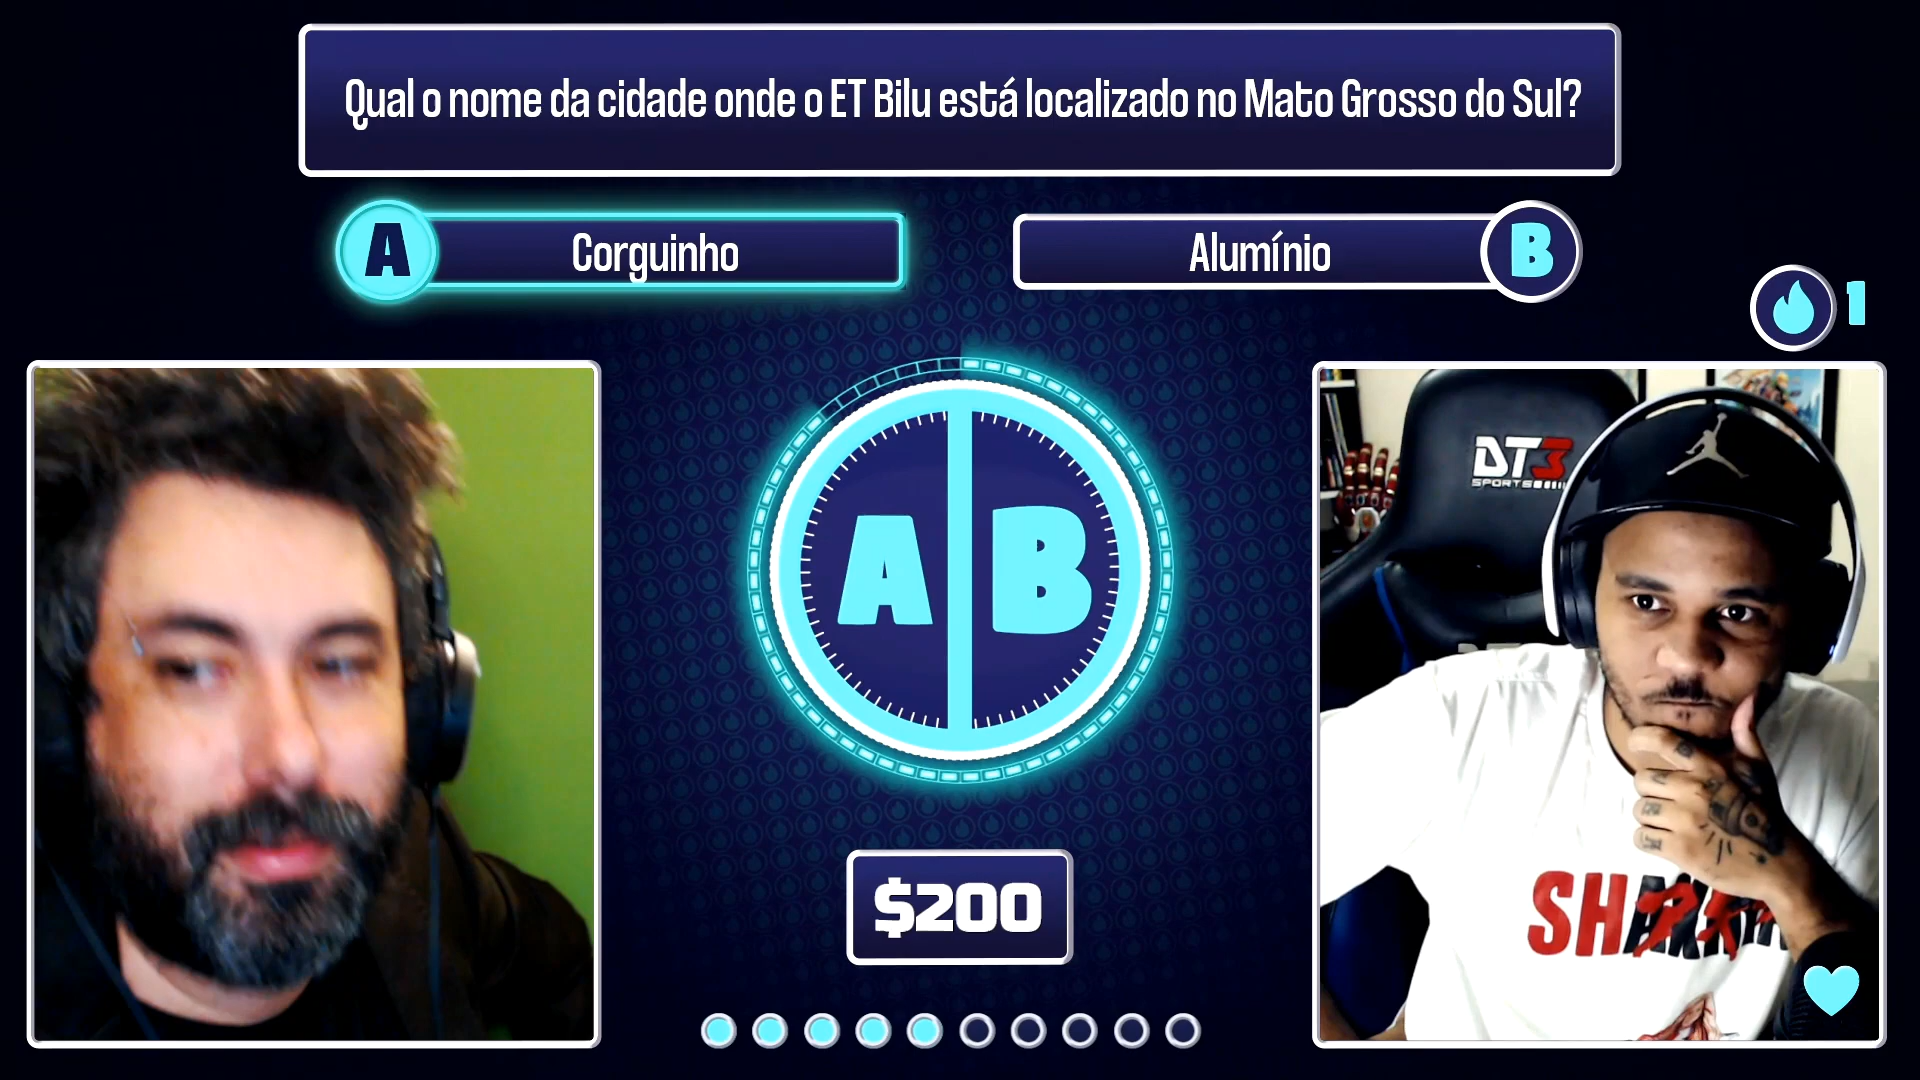 Qual o nome da cidade onde o ET Bilu está localizado no Mato Grosso do Sul?
A Corguinho
Alumínio B
1
DT3
SPORTS
A B
$200